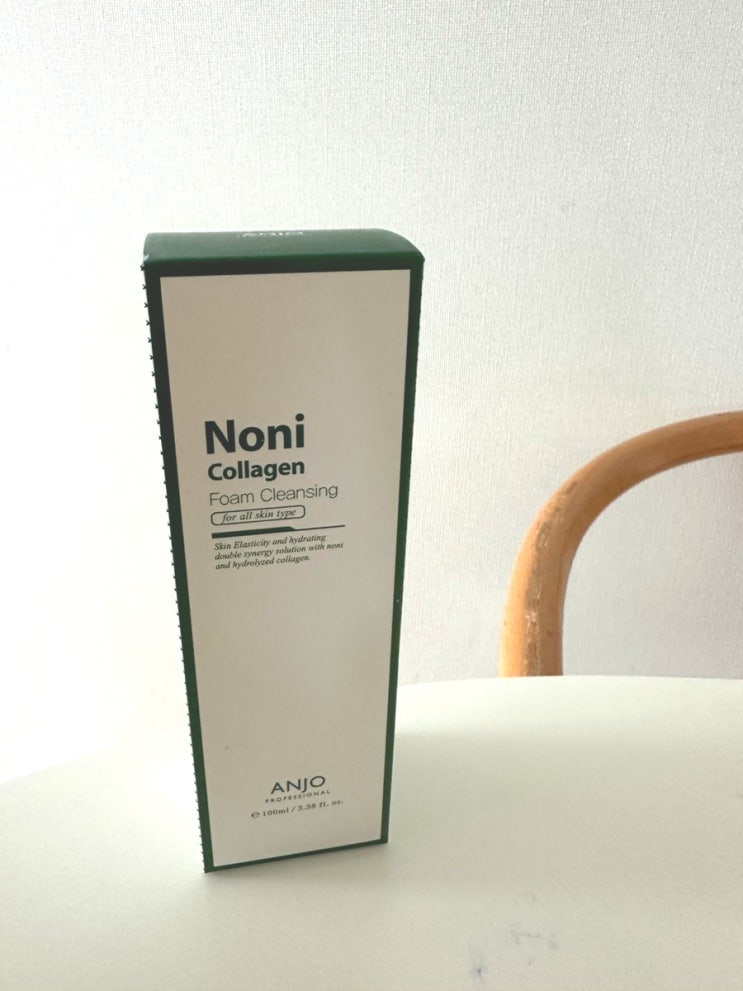 ANJO
Noni
Collagen
Foam Cleansing
for all skin type
Skin Elasticity and hydrating
double synergy solution with noni
and hydrolyzed collagen.
ANJO
PROFESSIONAL
℮ 100ml / 3.38 fl. oz.